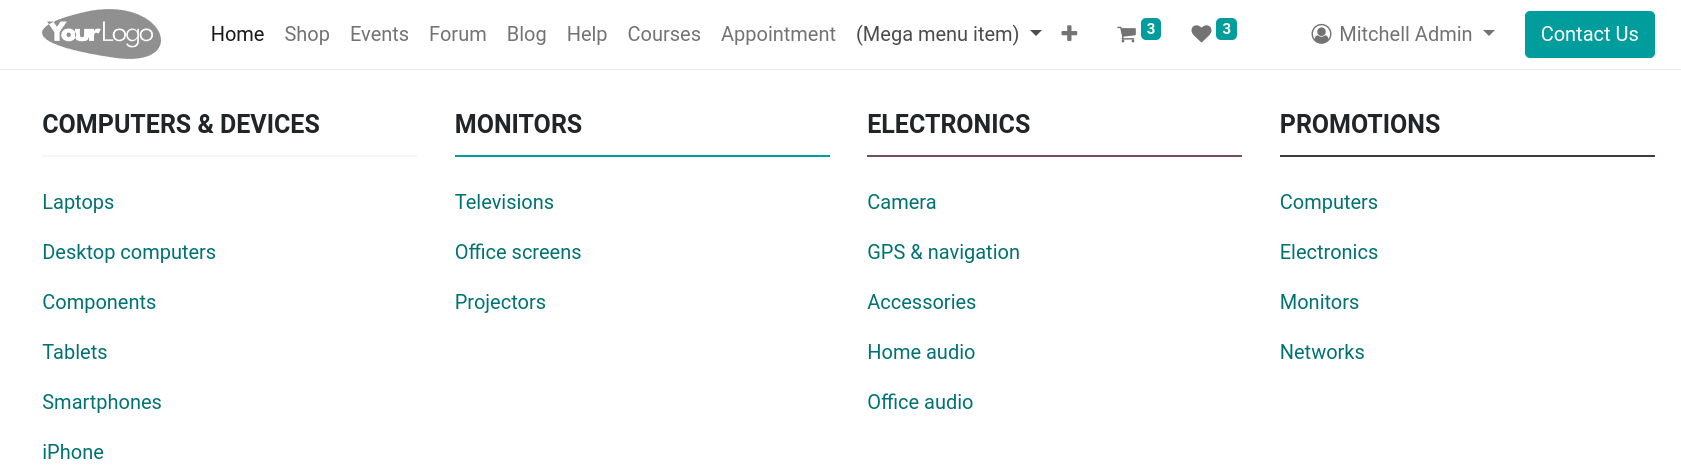 YourLogo Home Shop Events Forum Blog Help Courses Appointment (Mega menu item) 3 3 Mitchell Admin Contact Us
COMPUTERS & DEVICES MONITORS ELECTRONICS PROMOTIONS
Laptops Televisions Camera Computers
Desktop computers Office screens GPS & navigation Electronics
Components Projectors Accessories Monitors
Tablets Home audio Networks
Smartphones Office audio
iPhone